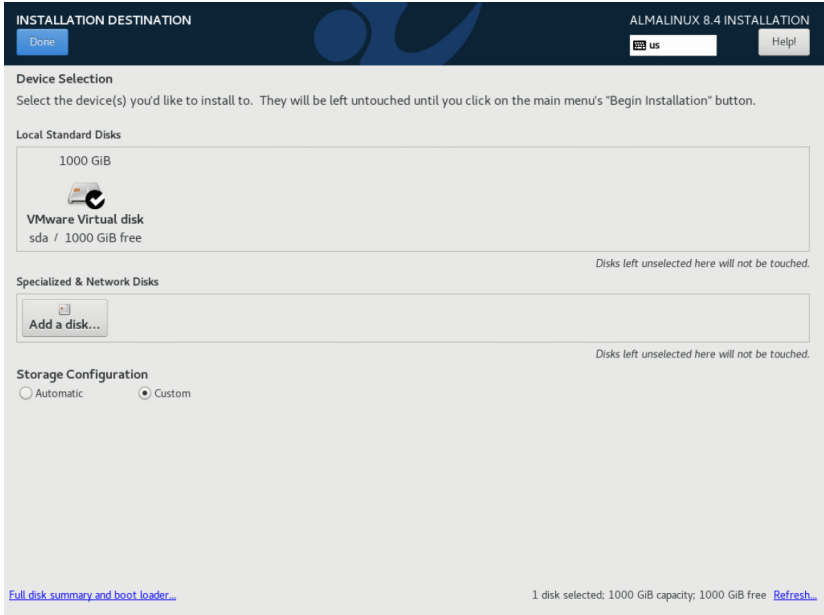 INSTALLATION DESTINATION
ALMALINUX 8.4 INSTALLATION
Done
us
Help!
Device Selection
Select the device(s) you'd like to install to.  They will be left untouched until you click on the main menu's "Begin Installation" button.
Local Standard Disks
1000 GiB
VMware Virtual disk
sda / 1000 GiB free
Disks left unselected here will not be touched.
Specialized & Network Disks
Add a disk...
Disks left unselected here will not be touched.
Storage Configuration
Automatic
Custom
Full disk summary and boot loader...
1 disk selected; 1000 GiB capacity; 1000 GiB free Refresh...